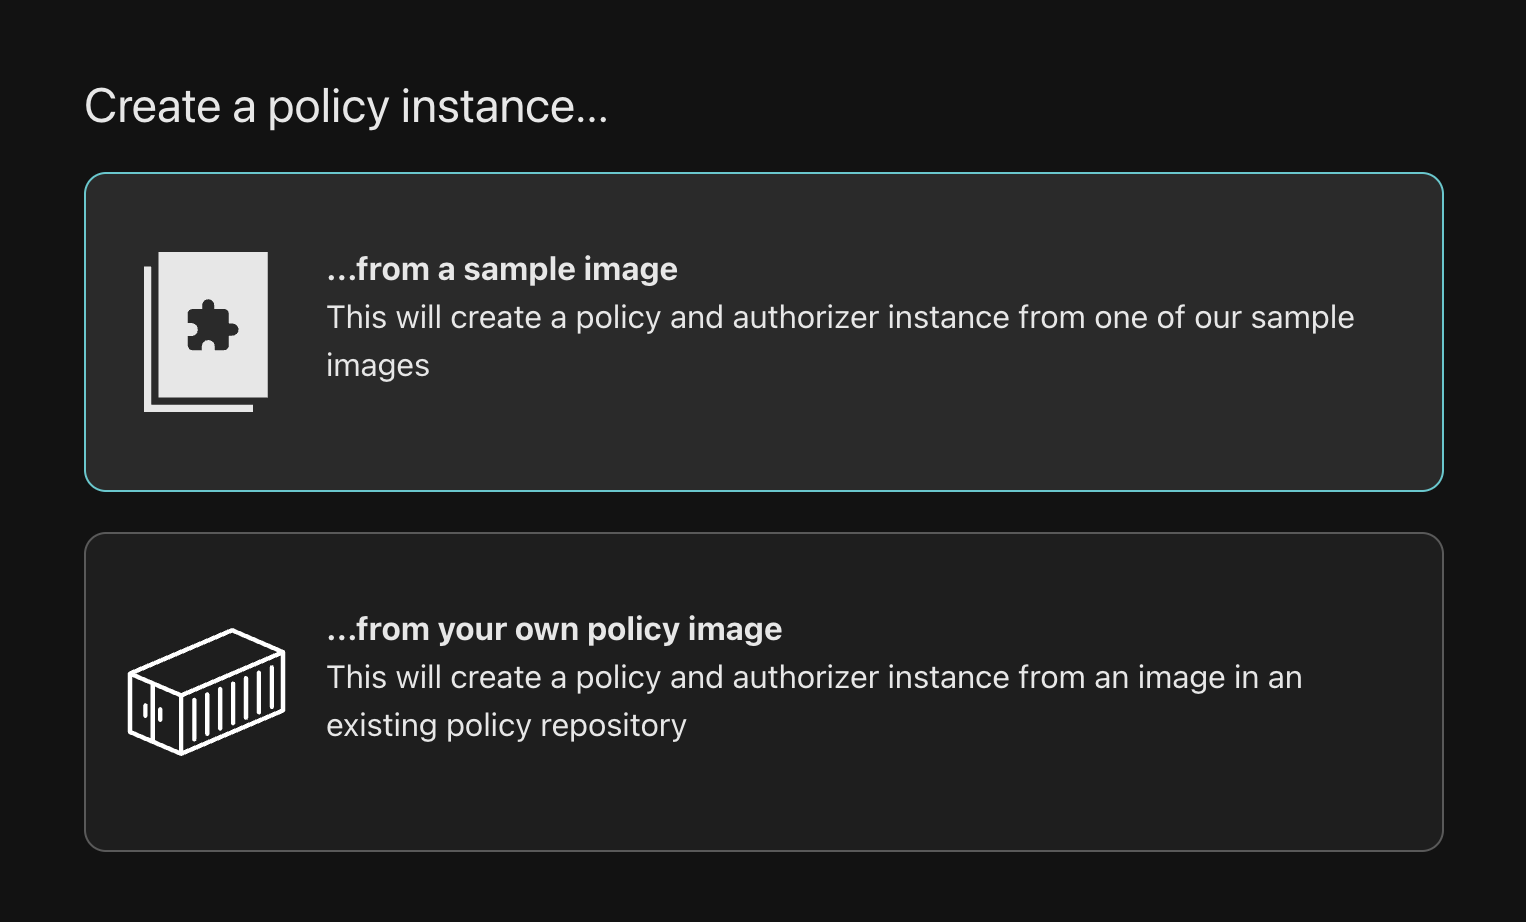 Create a policy instance...
...from a sample image
This will create a policy and authorizer instance from one of our sample
images
...from your own policy image
This will create a policy and authorizer instance from an image in an
existing policy repository